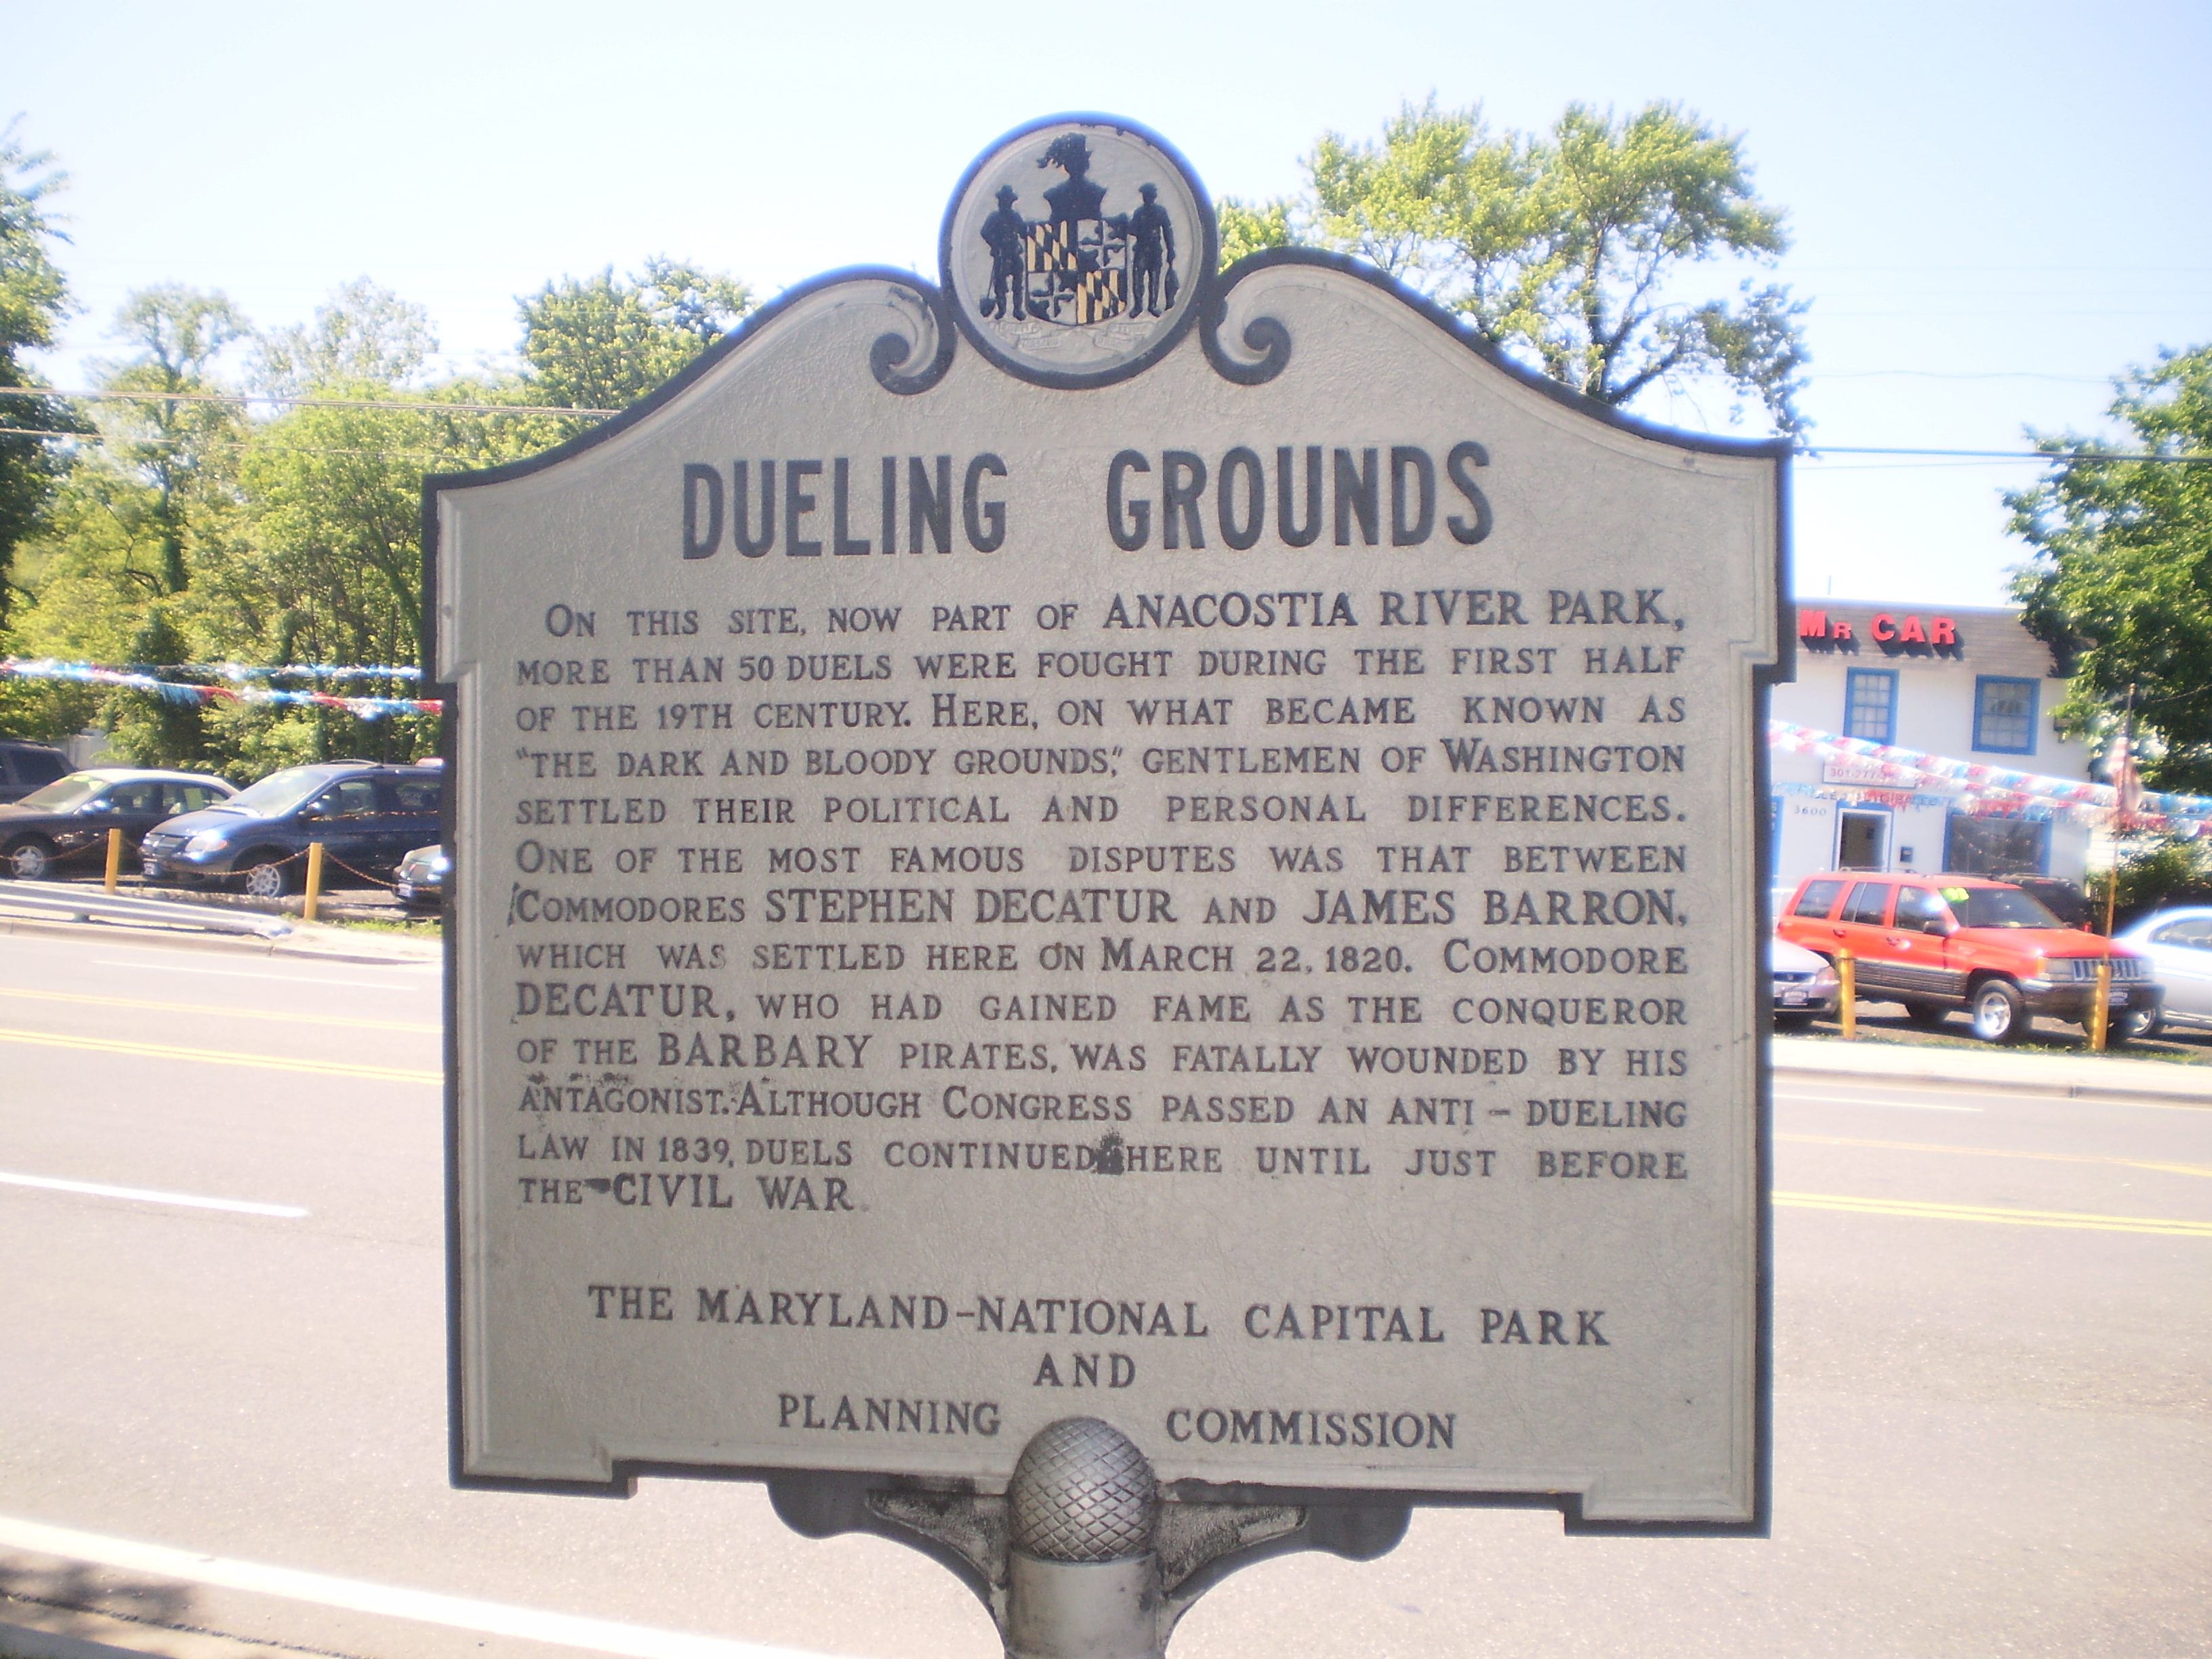 DUELING GROUNDS
ON THIS SITE, NOW PART OF ANACOSTIA RIVER PARK,
MORE THAN 50 DUELS WERE FOUGHT DURING THE FIRST HALF
OF THE 19TH CENTURY. HERE, ON WHAT BECAME KNOWN AS
"THE DARK AND BLOODY GROUNDS," GENTLEMEN OF WASHINGTON
SETTLED THEIR POLITICAL AND PERSONAL DIFFERENCES.
ONE OF THE MOST FAMOUS DISPUTES WAS THAT BETWEEN
COMMODORES STEPHEN DECATUR AND JAMES BARRON,
WHICH WAS SETTLED HERE ON MARCH 22, 1820. COMMODORE
DECATUR, WHO HAD GAINED FAME AS THE CONQUEROR
OF THE BARBARY PIRATES, WAS FATALLY WOUNDED BY HIS
ANTAGONIST. ALTHOUGH CONGRESS PASSED AN ANTI-DUELING
LAW IN 1839, DUELS CONTINUED HERE UNTIL JUST BEFORE
THE CIVIL WAR.
THE MARYLAND-NATIONAL CAPITAL PARK
AND
PLANNING COMMISSION
MR CAR
3600